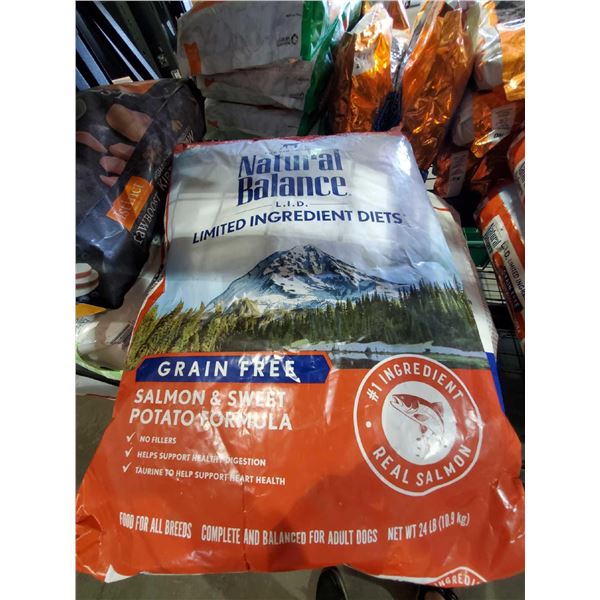 Natural
Balance
L.I.D.
LIMITED INGREDIENT DIETS
GRAIN FREE
SALMON & SWEET
POTATO FORMULA
✓ NO FILLERS
✓ HELPS SUPPORT HEALTHY DIGESTION
✓ TAURINE TO HELP SUPPORT HEART HEALTH
#1 INGREDIENT
REAL SALMON
FOOD FOR ALL BREEDS COMPLETE AND BALANCED FOR ADULT DOGS NET WT 24 LB (10.9 kg)